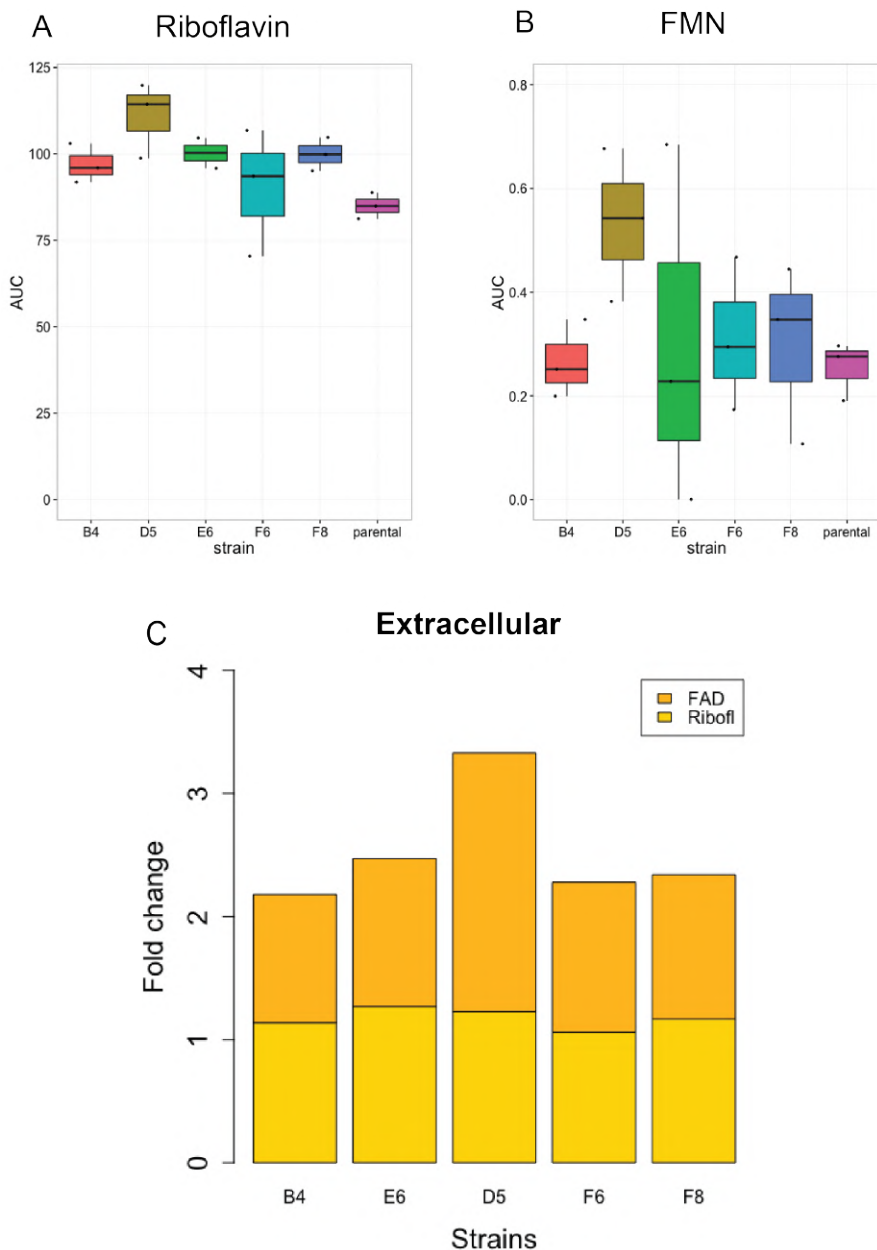 A
Riboflavin
125
100
75
50
25
0
AUC
B4 D5 E6 F6 F8 parental
strain
B
FMN
0.8
0.6
0.4
0.2
0.0
AUC
B4 D5 E6 F6 F8 parental
strain
C
Extracellular
4
3
2
1
0
Fold change
FAD
Ribofl
B4 E6 D5 F6 F8
Strains